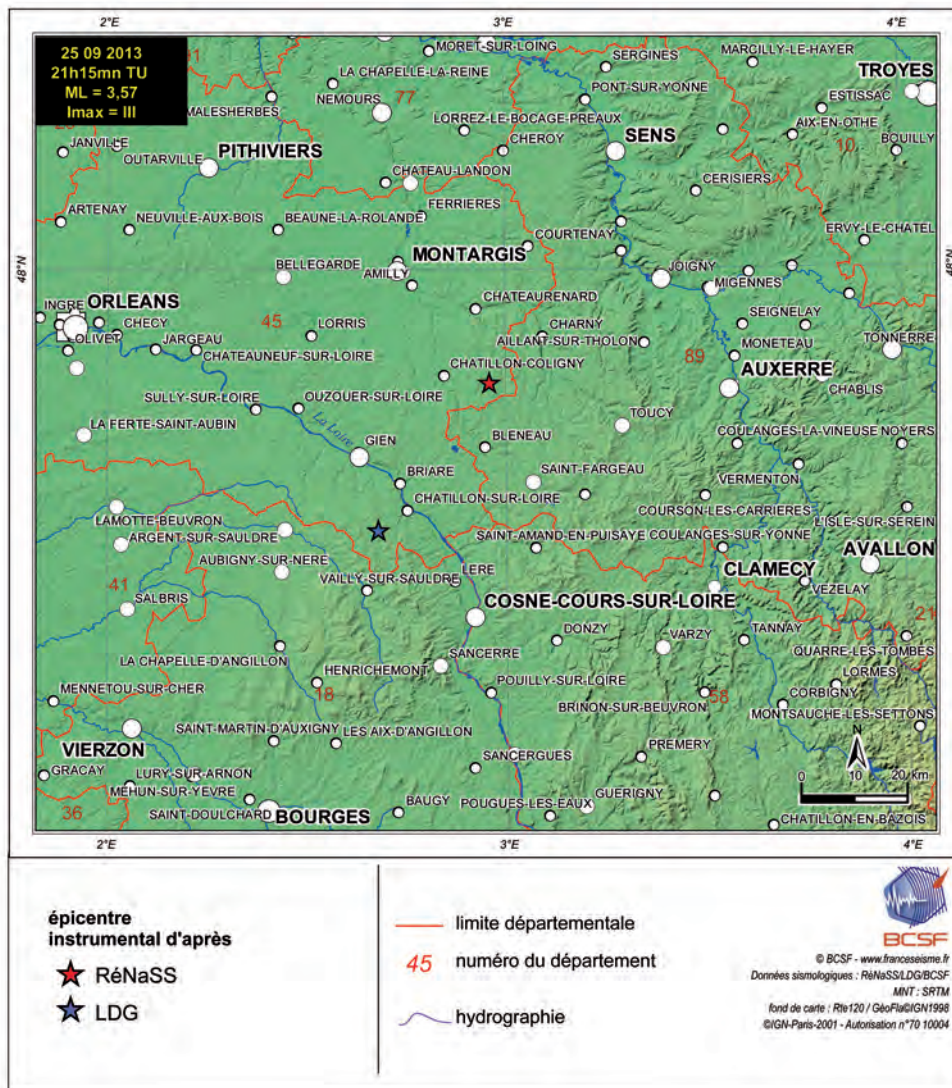 2°E
3°E
4°E
25 09 2013
21h15mn TU
ML = 3,57
Imax = III
91
MORET-SUR-LOING
SERGINES
MARCILLY-LE-HAYER
TROYES
LA CHAPELLE-LA-REINE
NEMOURS
77
PONT-SUR-YONNE
ESTISSAC
MALESHERBES
LORREZ-LE-BOCAGE-PREAUX
AIX-EN-OTHE
JANVILLE
CHEROY
SENS
BOUILLY
OUTARVILLE
PITHIVIERS
10
CHATEAU-LANDON
CERISIERS
ARTENAY
NEUVILLE-AUX-BOIS
BEAUNE-LA-ROLANDE
FERRIERES
ERVY-LE-CHATEL
COURTENAY
48°N
MONTARGIS
48°N
BELLEGARDE
AMILLY
JOIGNY
MIGENNES
INGRE
ORLEANS
CHATEAURENARD
CHECY
45
LORRIS
CHARNY
SEIGNELAY
OLIVET
JARGEAU
AILLANT-SUR-THOLON
TONNERRE
CHATEAUNEUF-SUR-LOIRE
CHATILLON-COLIGNY
89
MONETEAU
AUXERRE
CHABLIS
SULLY-SUR-LOIRE
OUZOUER-SUR-LOIRE
LA FERTE-SAINT-AUBIN
La Loire
TOUCY
COULANGES-LA-VINEUSE
NOYERS
GIEN
BLENEAU
BRIARE
SAINT-FARGEAU
VERMENTON
CHATILLON-SUR-LOIRE
COURSON-LES-CARRIERES
LAMOTTE-BEUVRON
L'ISLE-SUR-SEREIN
ARGENT-SUR-SAULDRE
SAINT-AMAND-EN-PUISAYE
COULANGES-SUR-YONNE
AVALLON
AUBIGNY-SUR-NERE
41
VAILLY-SUR-SAULDRE
LERE
CLAMECY
VEZELAY
SALBRIS
COSNE-COURS-SUR-LOIRE
21
DONZY
VARZY
TANNAY
LA CHAPELLE-D'ANGILLON
SANCERRE
QUARRE-LES-TOMBES
HENRICHEMONT
LORMES
MENNETOU-SUR-CHER
18
POUILLY-SUR-LOIRE
58
CORBIGNY
BRINON-SUR-BEUVRON
MONTSAUCHE-LES-SETTONS
SAINT-MARTIN-D'AUXIGNY
LES AIX-D'ANGILLON
N
VIERZON
SANCERGUES
PREMERY
GRACAY
LURY-SUR-ARNON
0 10 20 km
MEHUN-SUR-YEVRE
BAUGY
POUGUES-LES-EAUX
GUERIGNY
36
SAINT-DOULCHARD
BOURGES
CHATILLON-EN-BAZOIS
2°E
3°E
4°E
épicentre
instrumental d'après
RéNaSS
LDG
limite départementale
45 numéro du département
hydrographie
BCSF
© BCSF - www.franceseisme.fr
Données sismologiques : RéNaSS/LDG/BCSF
MNT : SRTM
fond de carte : Rte120 / GéoFla©IGN1998
©IGN-Paris-2001 - Autorisation n°70 10004